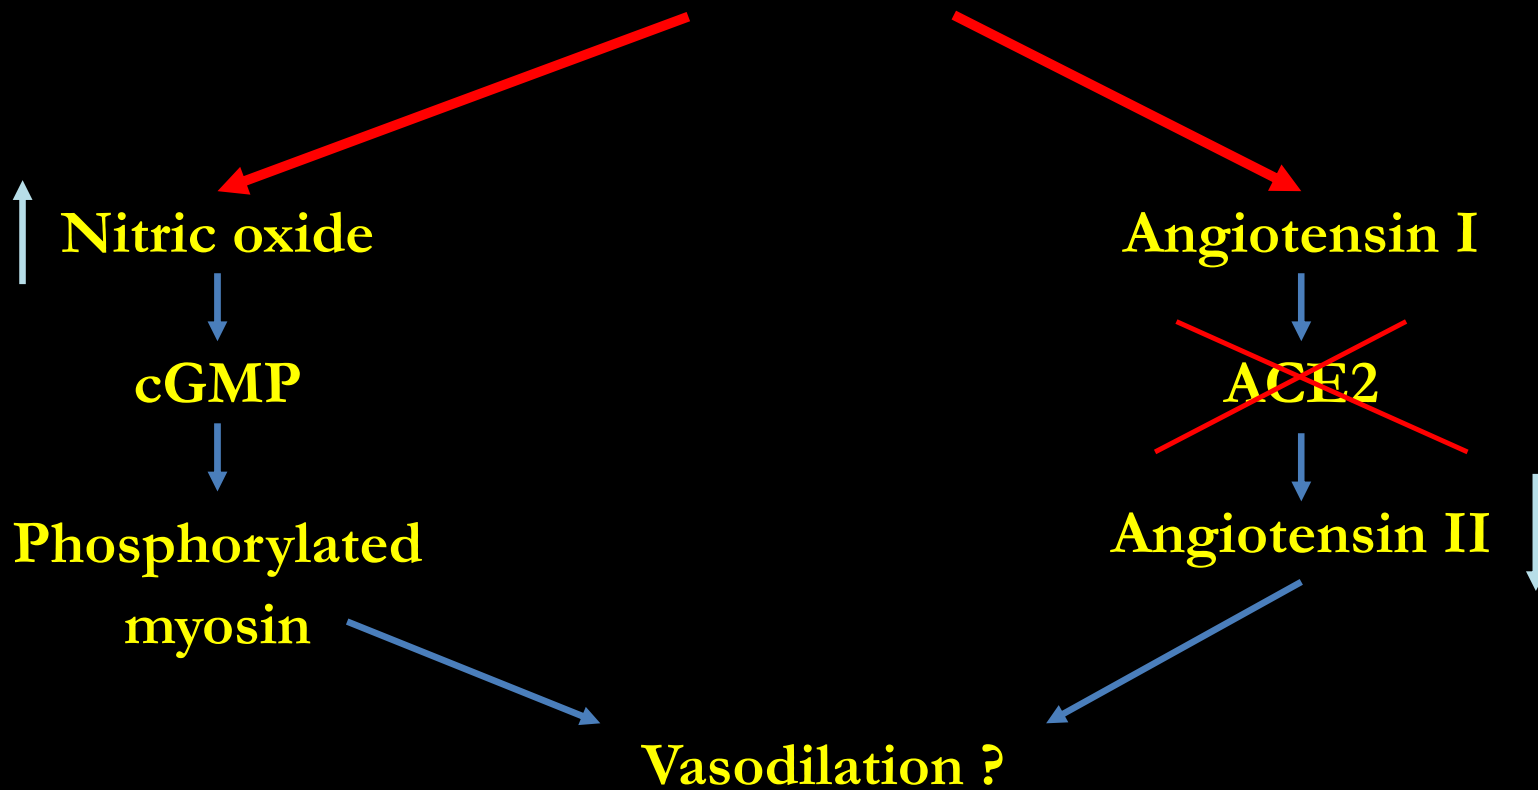 Nitric oxide
Angiotensin I
cGMP
ACE2
Phosphorylated
myosin
Angiotensin II
Vasodilation ?